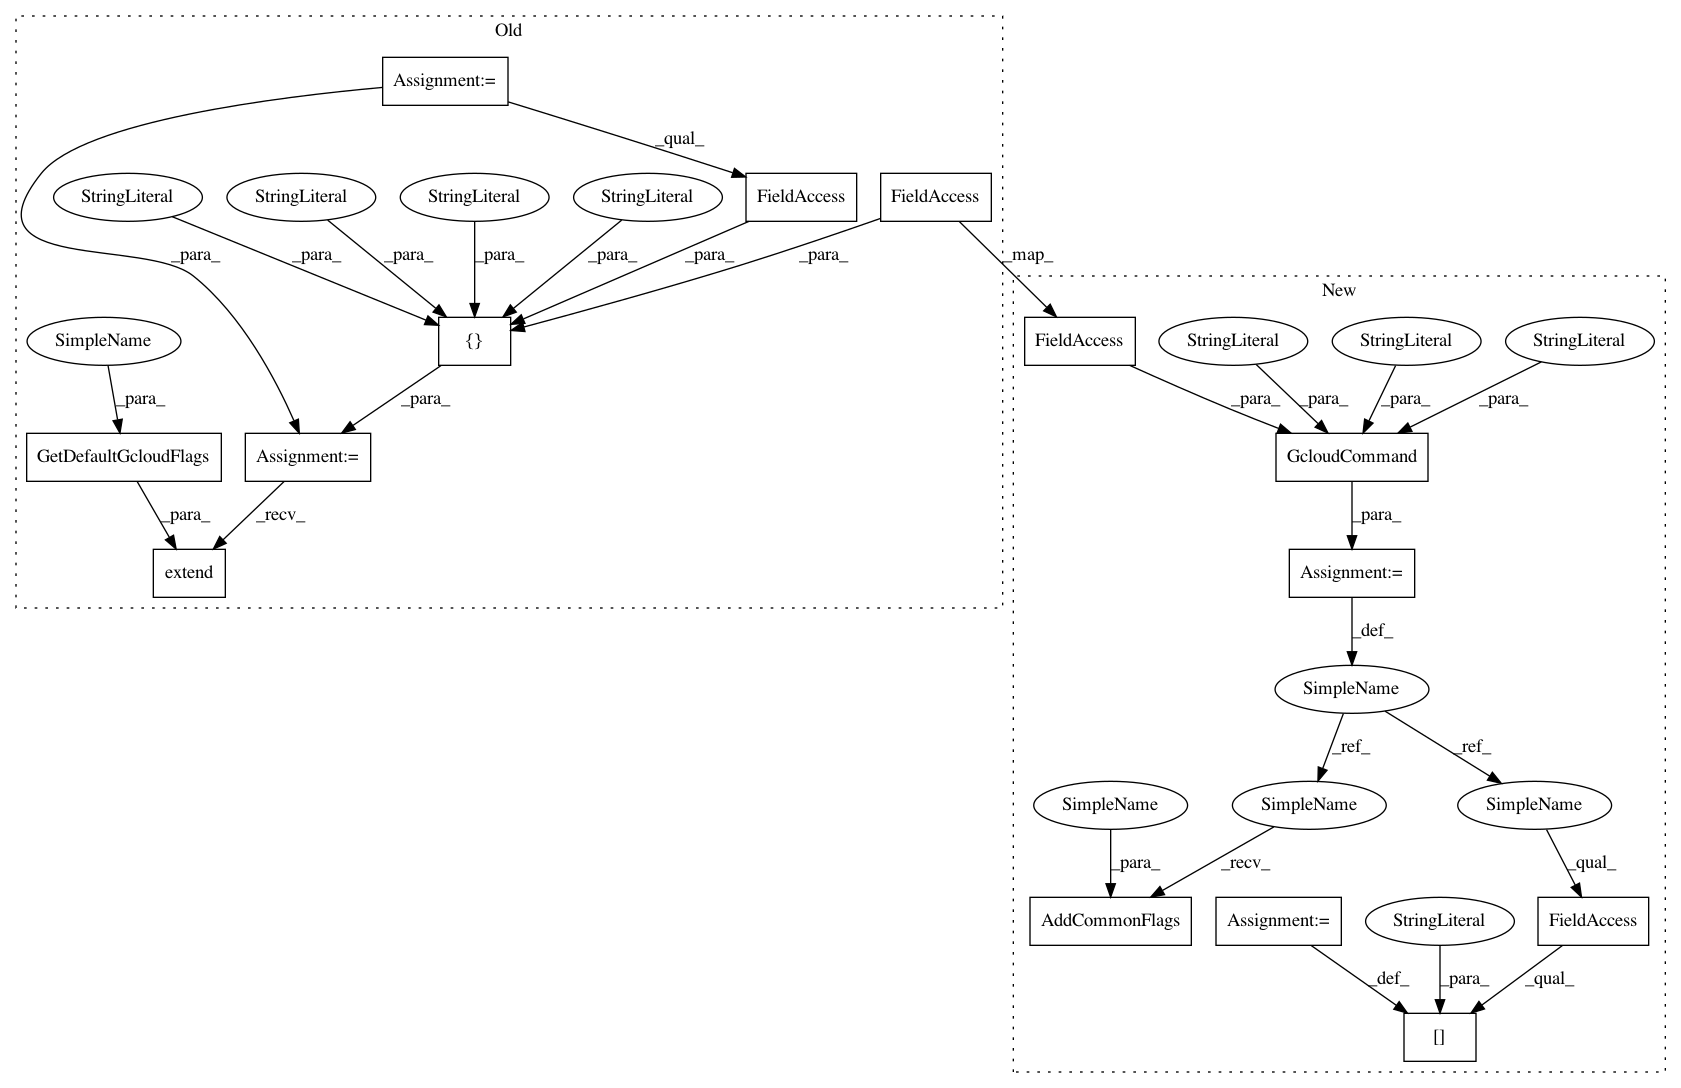 Old
Assignment:=
_qual_
StringLiteral
StringLiteral
StringLiteral
StringLiteral
FieldAccess
FieldAccess
_para_
_para_
_para_
_para_
_para_
_para_
_para_
_map_
New
SimpleName
{}
FieldAccess
StringLiteral
StringLiteral
StringLiteral
_para_
_para_
_para_
_para_
_para_
_para_
GetDefaultGcloudFlags
Assignment:=
GcloudCommand
_para_
_recv_
_para_
extend
Assignment:=
_def_
SimpleName
_ref_
_ref_
SimpleName
SimpleName
SimpleName
_para_
_recv_
_qual_
AddCommonFlags
Assignment:=
StringLiteral
FieldAccess
_def_
_para_
_qual_
[]